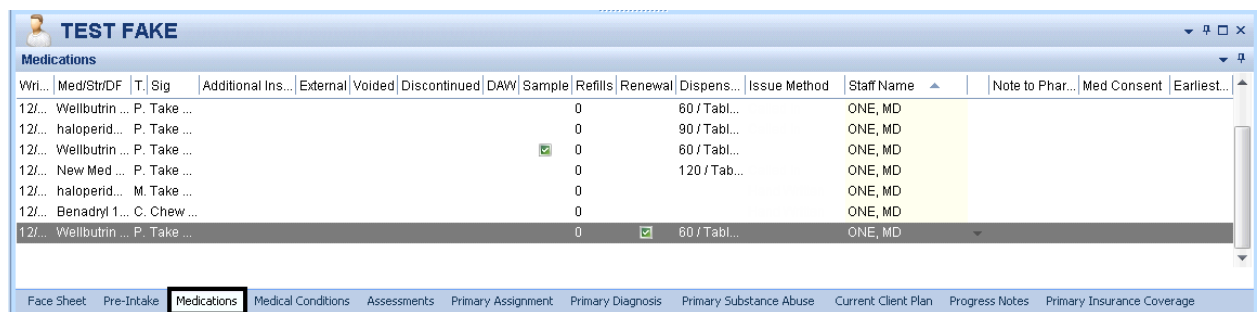 TEST FAKE
Medications
Wri... Med/Str/DF T. Sig Additional Ins... External Voided Discontinued DAW Sample Refills Renewal Dispens... Issue Method Staff Name Note to Phar... Med Consent Earliest...
12/... Wellbutrin ... P. Take ... 0 60 / Tabl... ONE, MD
12/... haloperid... P. Take ... 0 90 / Tabl... ONE, MD
12/... Wellbutrin ... P. Take ... 0 60 / Tabl... ONE, MD
12/... New Med ... P. Take ... 0 120 / Tab... ONE, MD
12/... haloperid... M. Take ... 0 ONE, MD
12/... Benadryl 1... C. Chew ... 0 ONE, MD
12/... Wellbutrin ... P. Take ... 0 60 / Tabl... ONE, MD
Face Sheet Pre-Intake Medications Medical Conditions Assessments Primary Assignment Primary Diagnosis Primary Substance Abuse Current Client Plan Progress Notes Primary Insurance Coverage